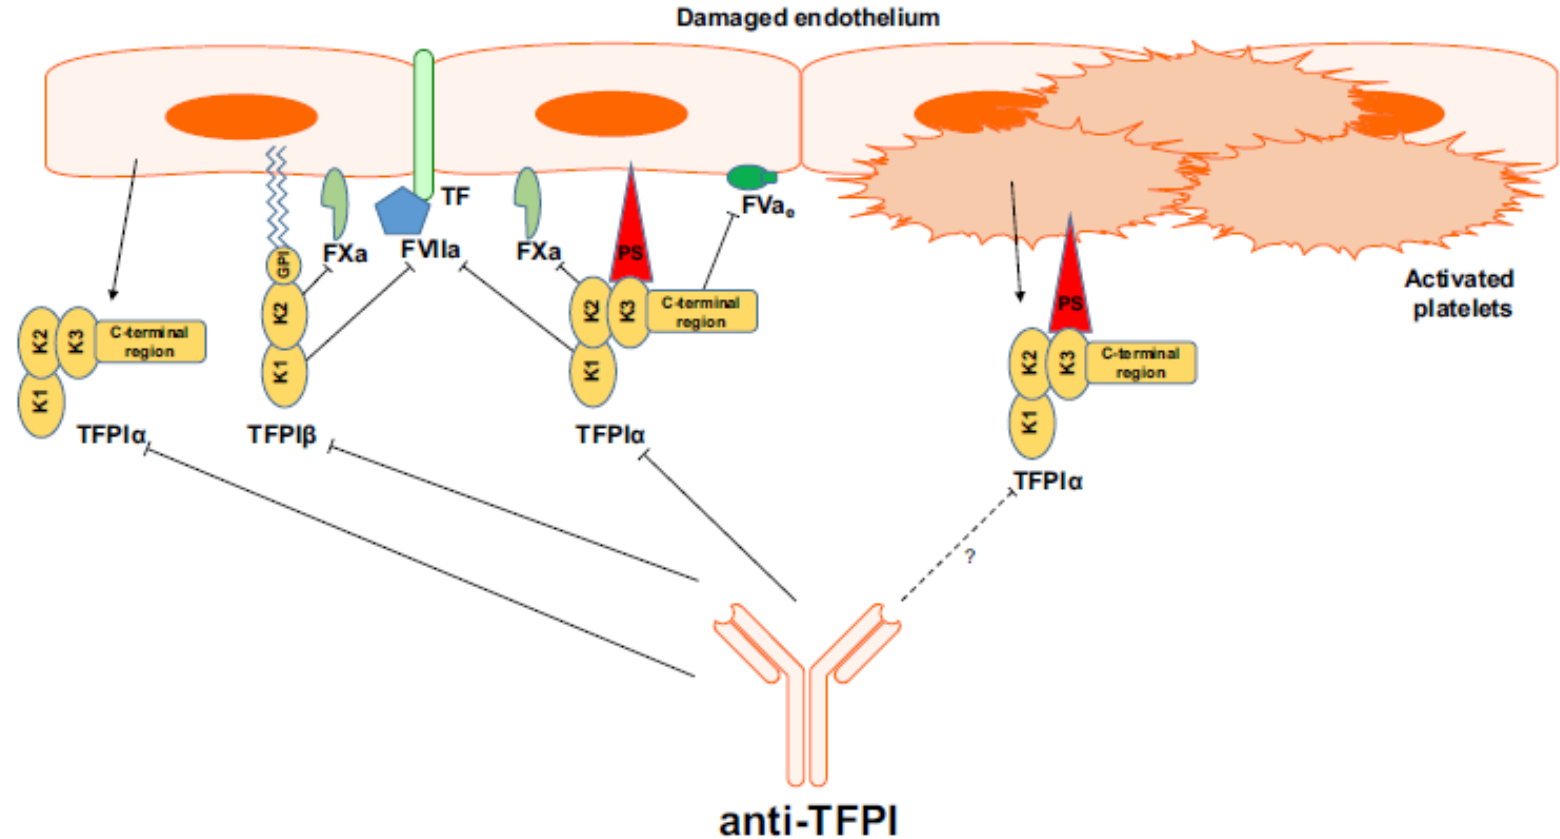 Damaged endothelium
TF
FXa
FVIIa
FXa
PS
FVaₑ
GPI
K2
K1
K2
K3
C-terminal
region
K1
TFPIα
TFPIβ
K2
K3
C-terminal
region
K1
TFPIα
Activated
platelets
PS
K2
K3
C-terminal
region
K1
TFPIα
?
anti-TFPI